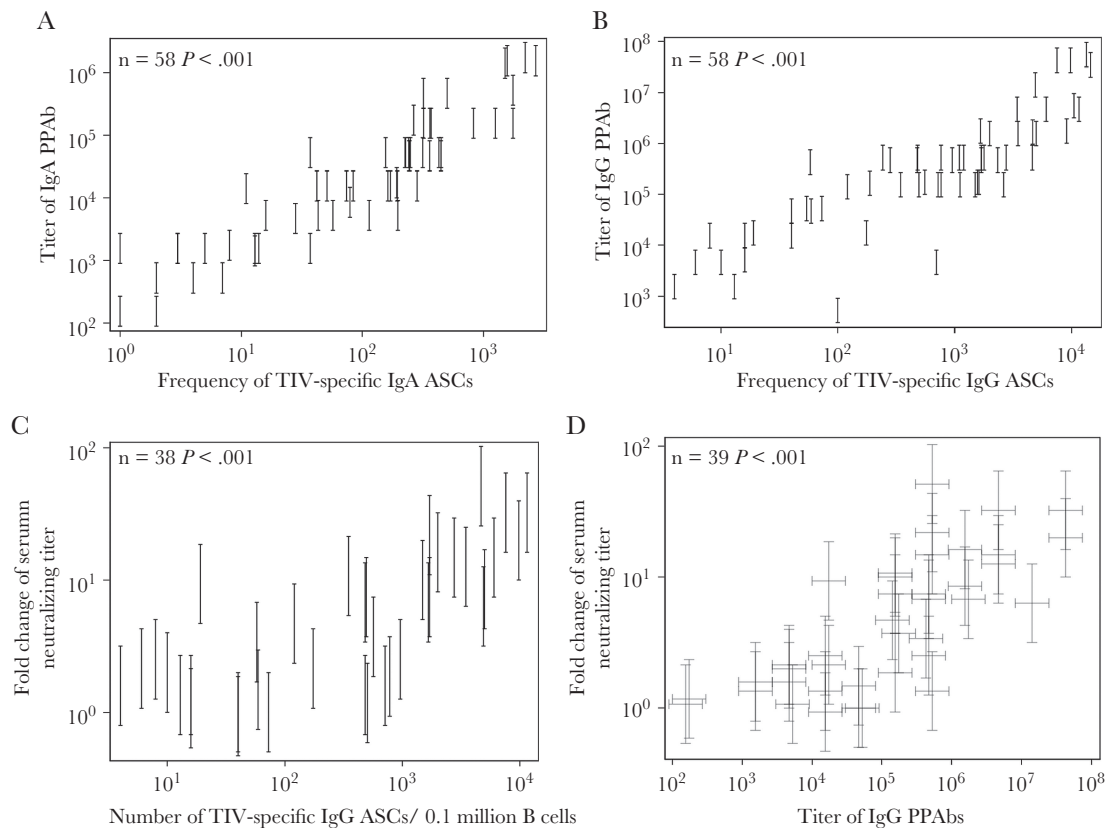 A
n = 58 P < .001
Titer of IgA PPAb
10^6
10^5
10^4
10^3
10^2
10^0
10^1
10^2
10^3
Frequency of TIV-specific IgA ASCs
B
n = 58 P < .001
Titer of IgG PPAb
10^8
10^7
10^6
10^5
10^4
10^3
10^1
10^2
10^3
10^4
Frequency of TIV-specific IgG ASCs
C
n = 38 P < .001
Fold change of serumn
neutralizing titer
10^2
10^1
10^0
10^1
10^2
10^3
10^4
Number of TIV-specific IgG ASCs/ 0.1 million B cells
D
n = 39 P < .001
Fold change of serumn
neutralizing titer
10^2
10^1
10^0
10^2
10^3
10^4
10^5
10^6
10^7
10^8
Titer of IgG PPAbs